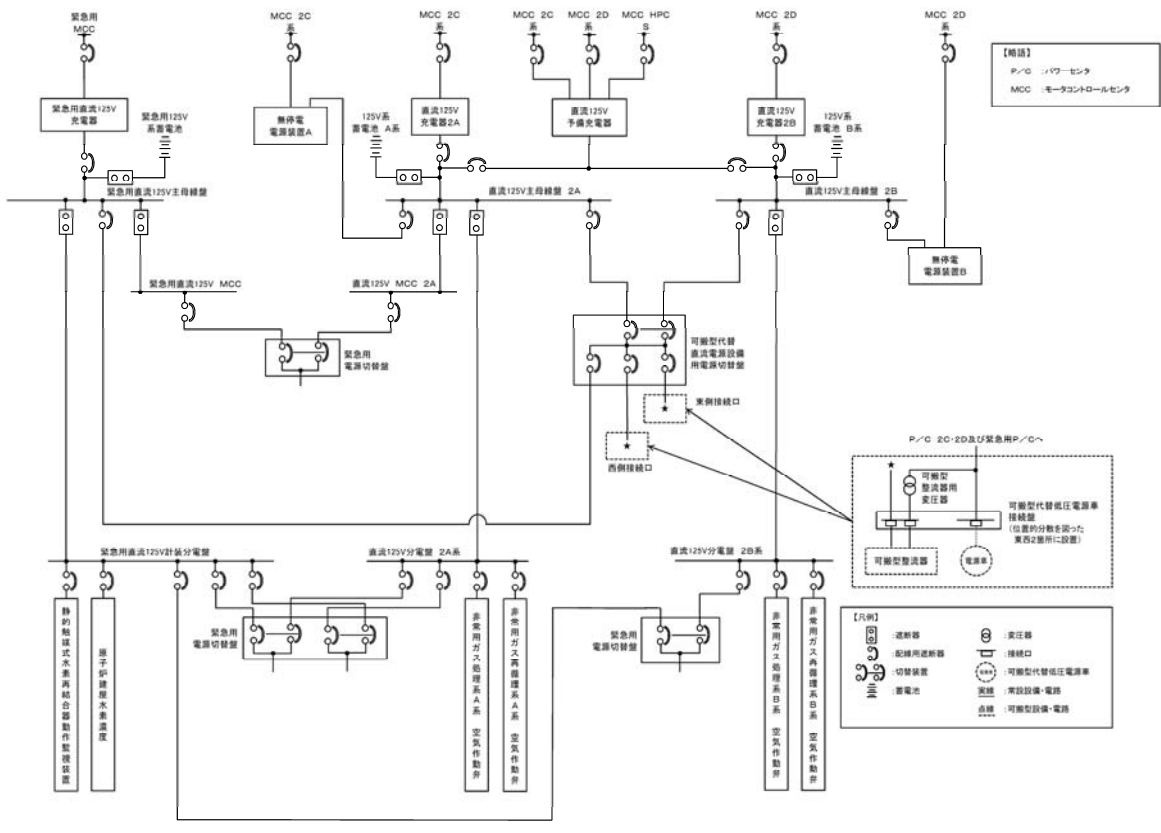 緊急用
MCC
MCC 2C
系
MCC 2C
系
MCC 2C
系
MCC 2D
系
MCC HPC
S
MCC 2D
系
MCC 2D
系
【略語】
P/C :パワーセンタ
MCC :モータコントロールセンタ
緊急用直流125V
充電器
緊急用125V
系蓄電池
無停電
電源装置A
125V系
蓄電池 A系
直流125V
充電器2A
直流125V
予備充電器
直流125V
充電器2B
125V系
蓄電池 B系
緊急用直流125V主母線盤
直流125V主母線盤 2A
直流125V主母線盤 2B
無停電
電源装置B
緊急用直流125V MCC
直流125V MCC 2A
緊急用
電源切替盤
可搬型代替
直流電源設備
用電源切替盤
東側接続口
西側接続口
P/C 2C・2D及び緊急用P/Cへ
可搬型
整流器用
変圧器
可搬型代替低圧電源車
接続盤
(位置的分散を図った
東西2箇所に設置)
可搬型整流器
電源車
緊急用直流125V計装分電盤
直流125V分電盤 2A系
直流125V分電盤 2B系
緊急用
電源切替盤
緊急用
電源切替盤
静的触媒式水素再結合器動作監視装置
原子炉建屋水素濃度
非常用ガス処理系A系 空気作動弁
非常用ガス再循環系A系 空気作動弁
非常用ガス処理系B系 空気作動弁
非常用ガス再循環系B系 空気作動弁
【凡例】
:遮断器
:配線用遮断器
:切替装置
:蓄電池
:変圧器
:接続口
電源車 :可搬型代替低圧電源車
実線 :常設設備・電路
点線 :可搬型設備・電路